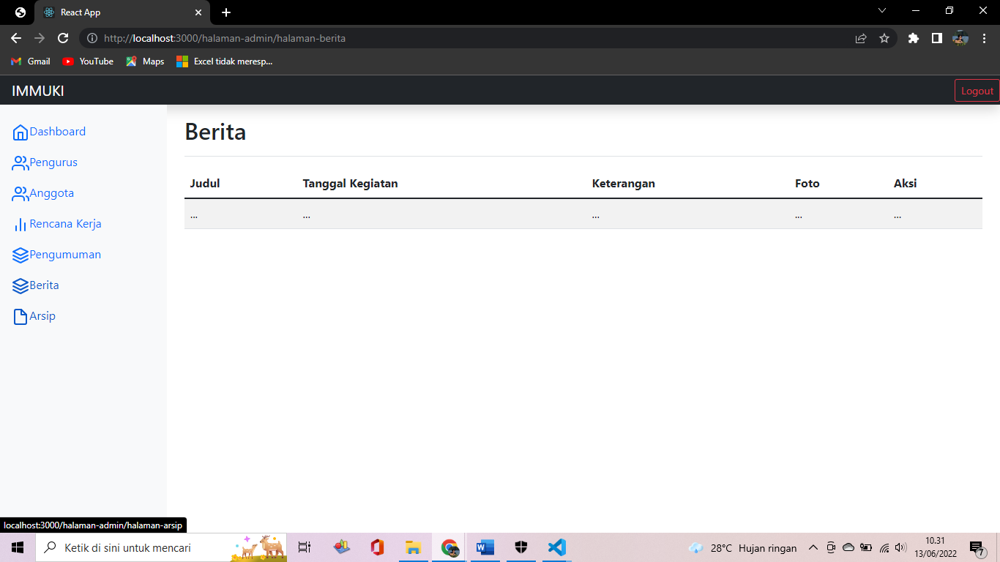 React App
http://localhost:3000/halaman-admin/halaman-berita
Gmail YouTube Maps Excel tidak meresp...
IMMUKI Logout
Dashboard
Pengurus
Anggota
Rencana Kerja
Pengumuman
Berita
Arsip
Berita
Judul Tanggal Kegiatan Keterangan Foto Aksi
... ... ... ... ...
localhost:3000/halaman-admin/halaman-arsip
Ketik di sini untuk mencari
28°C Hujan ringan
10.31
13/06/2022
7